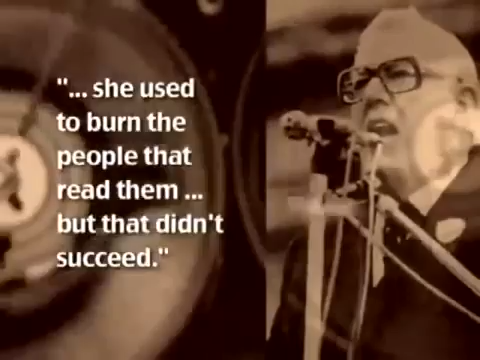 "... she used
to burn the
people that
read them ...
but that didn't
succeed."